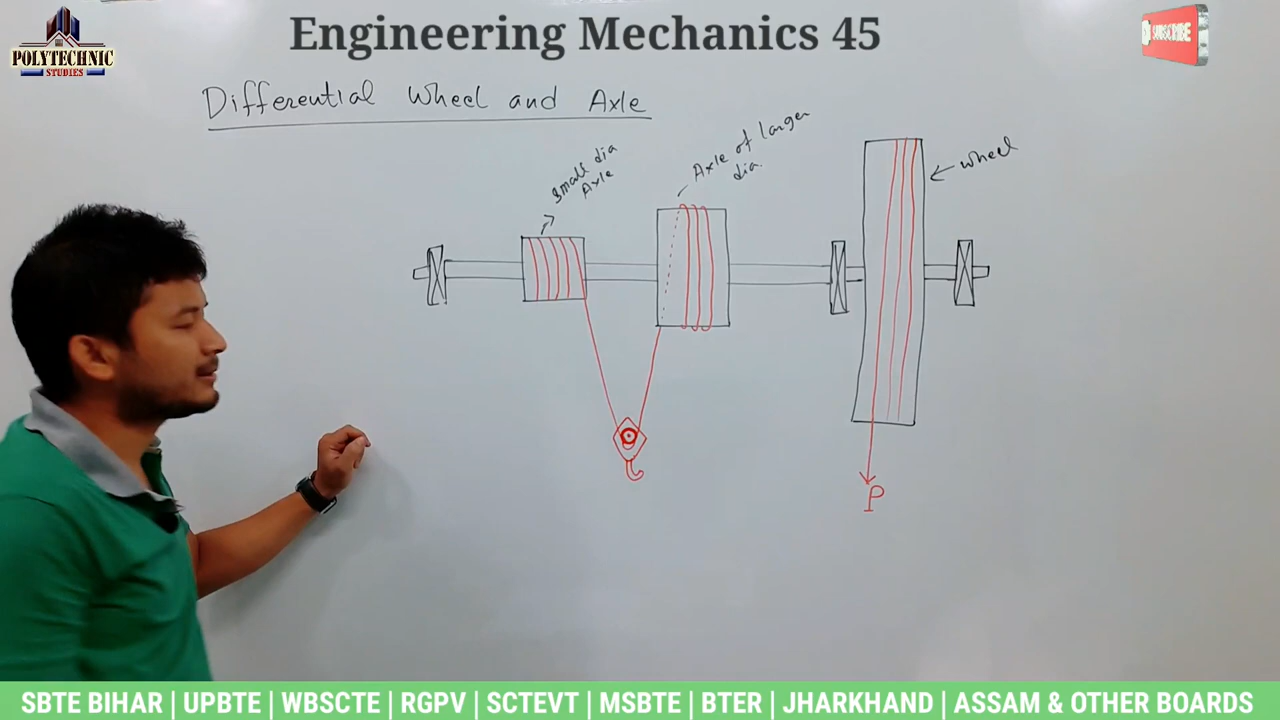 Engineering Mechanics 45
POLYTECHNIC
STUDIES
SUBSCRIBE
Differential Wheel and Axle
small dia
Axle
Axle of larger
dia.
wheel
P
SBTE BIHAR | UPBTE | WBSCTE | RGPV | SCTEVT | MSBTE | BTER | JHARKHAND | ASSAM & OTHER BOARDS